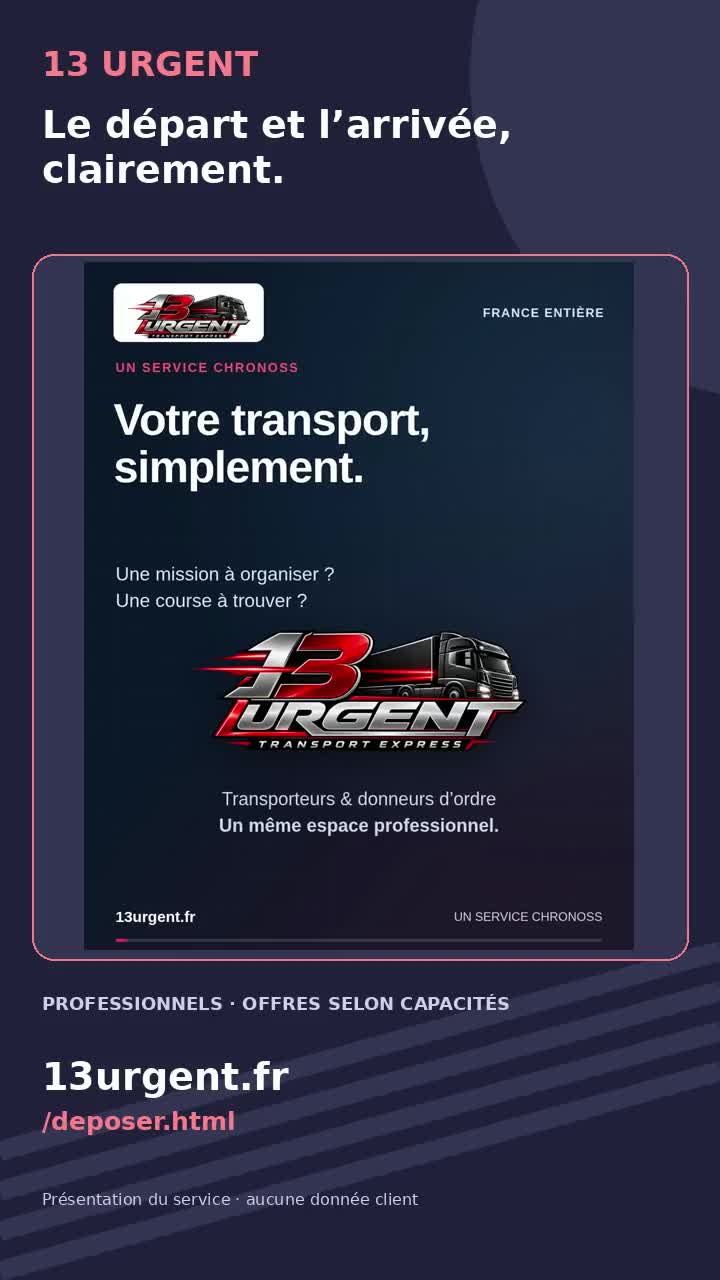 13 URGENT
Le départ et l’arrivée,
clairement.
13
URGENT
TRANSPORT EXPRESS
FRANCE ENTIÈRE
UN SERVICE CHRONOSS
Votre transport,
simplement.
Une mission à organiser ?
Une course à trouver ?
13
URGENT
TRANSPORT EXPRESS
Transporteurs & donneurs d’ordre
Un même espace professionnel.
13urgent.fr
UN SERVICE CHRONOSS
PROFESSIONNELS · OFFRES SELON CAPACITÉS
13urgent.fr
/deposer.html
Présentation du service · aucune donnée client